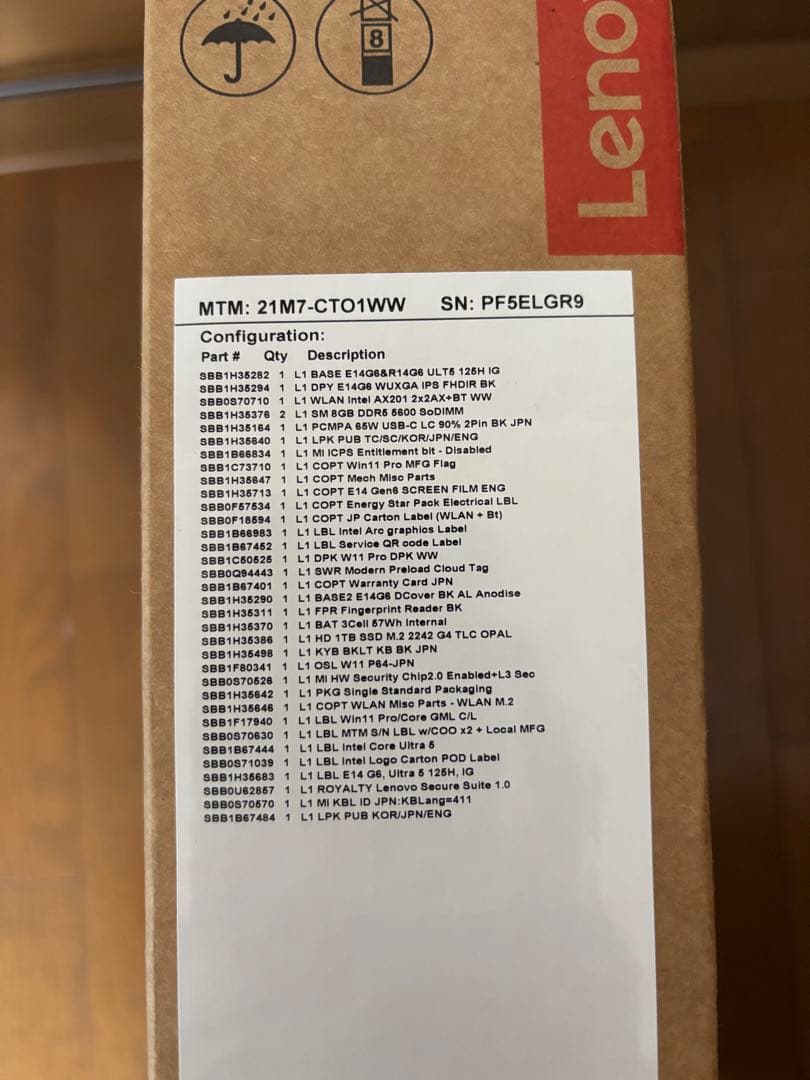 8
Leno
MTM: 21M7-CTO1WW SN: PF5ELGR9
Configuration:
Part # Qty Description
SBB1H35282 1 L1 BASE E14G6&R14G6 ULT5 125H IG
SBB1H35294 1 L1 DPY E14G6 WUXGA IPS FHDIR BK
SBB0S70710 1 L1 WLAN Intel AX201 2x2AX+BT WW
SBB1H35376 2 L1 SM 8GB DDR5 5600 SoDIMM
SBB1H35164 1 L1 PCMPA 65W USB-C LC 90% 2Pin BK JPN
SBB1H35640 1 L1 LPK PUB TC/SC/KOR/JPN/ENG
SBB1B66834 1 L1 MI ICPS Entitlement bit - Disabled
SBB1C73710 1 L1 COPT Win11 Pro MFG Flag
SBB1H35647 1 L1 COPT Mech Misc Parts
SBB1H35713 1 L1 COPT E14 Gen6 SCREEN FILM ENG
SBB0F57534 1 L1 COPT Energy Star Pack Electrical LBL
SBB0F18594 1 L1 COPT JP Carton Label (WLAN + Bt)
SBB1B66983 1 L1 LBL Intel Arc graphics Label
SBB1B67452 1 L1 LBL Service QR code Label
SBB1C50525 1 L1 DPK W11 Pro DPK WW
SBB0Q94443 1 L1 SWR Modern Preload Cloud Tag
SBB1B67401 1 L1 COPT Warranty Card JPN
SBB1H35290 1 L1 BASE2 E14G6 DCover BK AL Anodise
SBB1H35311 1 L1 FPR Fingerprint Reader BK
SBB1H35370 1 L1 BAT 3Cell 57Wh Internal
SBB1H35386 1 L1 HD 1TB SSD M.2 2242 G4 TLC OPAL
SBB1H35498 1 L1 KYB BKLT KB BK JPN
SBB1F80341 1 L1 OSL W11 P64-JPN
SBB0S70526 1 L1 MI HW Security Chip2.0 Enabled+L3 Sec
SBB1H35642 1 L1 PKG Single Standard Packaging
SBB1H35646 1 L1 COPT WLAN Misc Parts - WLAN M.2
SBB1F17940 1 L1 LBL Win11 Pro/Core GML C/L
SBB0S70630 1 L1 LBL MTM S/N LBL w/COO x2 + Local MFG
SBB1B67444 1 L1 LBL Intel Core Ultra 5
SBB0S71039 1 L1 LBL Intel Logo Carton POD Label
SBB1H35683 1 L1 LBL E14 G6, Ultra 5 125H, IG
SBB0U62857 1 L1 ROYALTY Lenovo Secure Suite 1.0
SBB0S70570 1 L1 MI KBL ID JPN:KBLang=411
SBB1B67484 1 L1 LPK PUB KOR/JPN/ENG